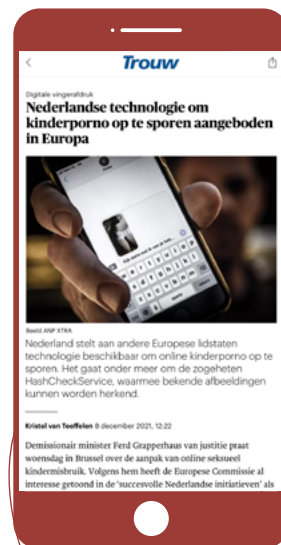 Trouw
Digitale vingerafdruk
Nederlandse technologie om
kinderporno op te sporen aangeboden
in Europa
Beeld ANP XTRA
Nederland stelt aan andere Europese lidstaten
technologie beschikbaar om online kinderporno op te
sporen. Het gaat onder meer om de zogeheten
HashCheckService, waarmee bekende afbeeldingen
kunnen worden herkend.
Kristel van Teeffelen 8 december 2021, 12:22
Demissionair minister Ferd Grapperhaus van justitie praat
woensdag in Brussel over de aanpak van online seksueel
kindermisbruik. Volgens hem heeft de Europese Commissie al
interesse getoond in de ‘succesvolle Nederlandse initiatieven’ als